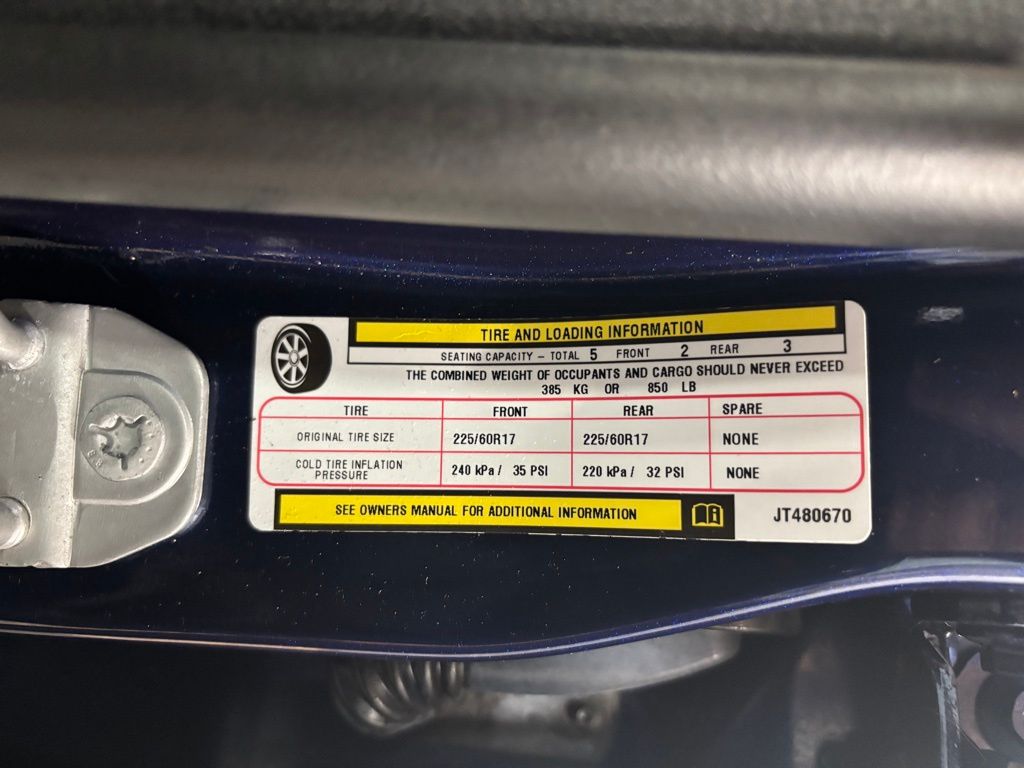 TIRE AND LOADING INFORMATION
SEATING CAPACITY – TOTAL 5 FRONT 2 REAR 3
THE COMBINED WEIGHT OF OCCUPANTS AND CARGO SHOULD NEVER EXCEED
385 KG OR 850 LB
TIRE FRONT REAR SPARE
ORIGINAL TIRE SIZE 225/60R17 225/60R17 NONE
COLD TIRE INFLATION
PRESSURE 240 kPa / 35 PSI 220 kPa / 32 PSI NONE
SEE OWNERS MANUAL FOR ADDITIONAL INFORMATION
JT480670